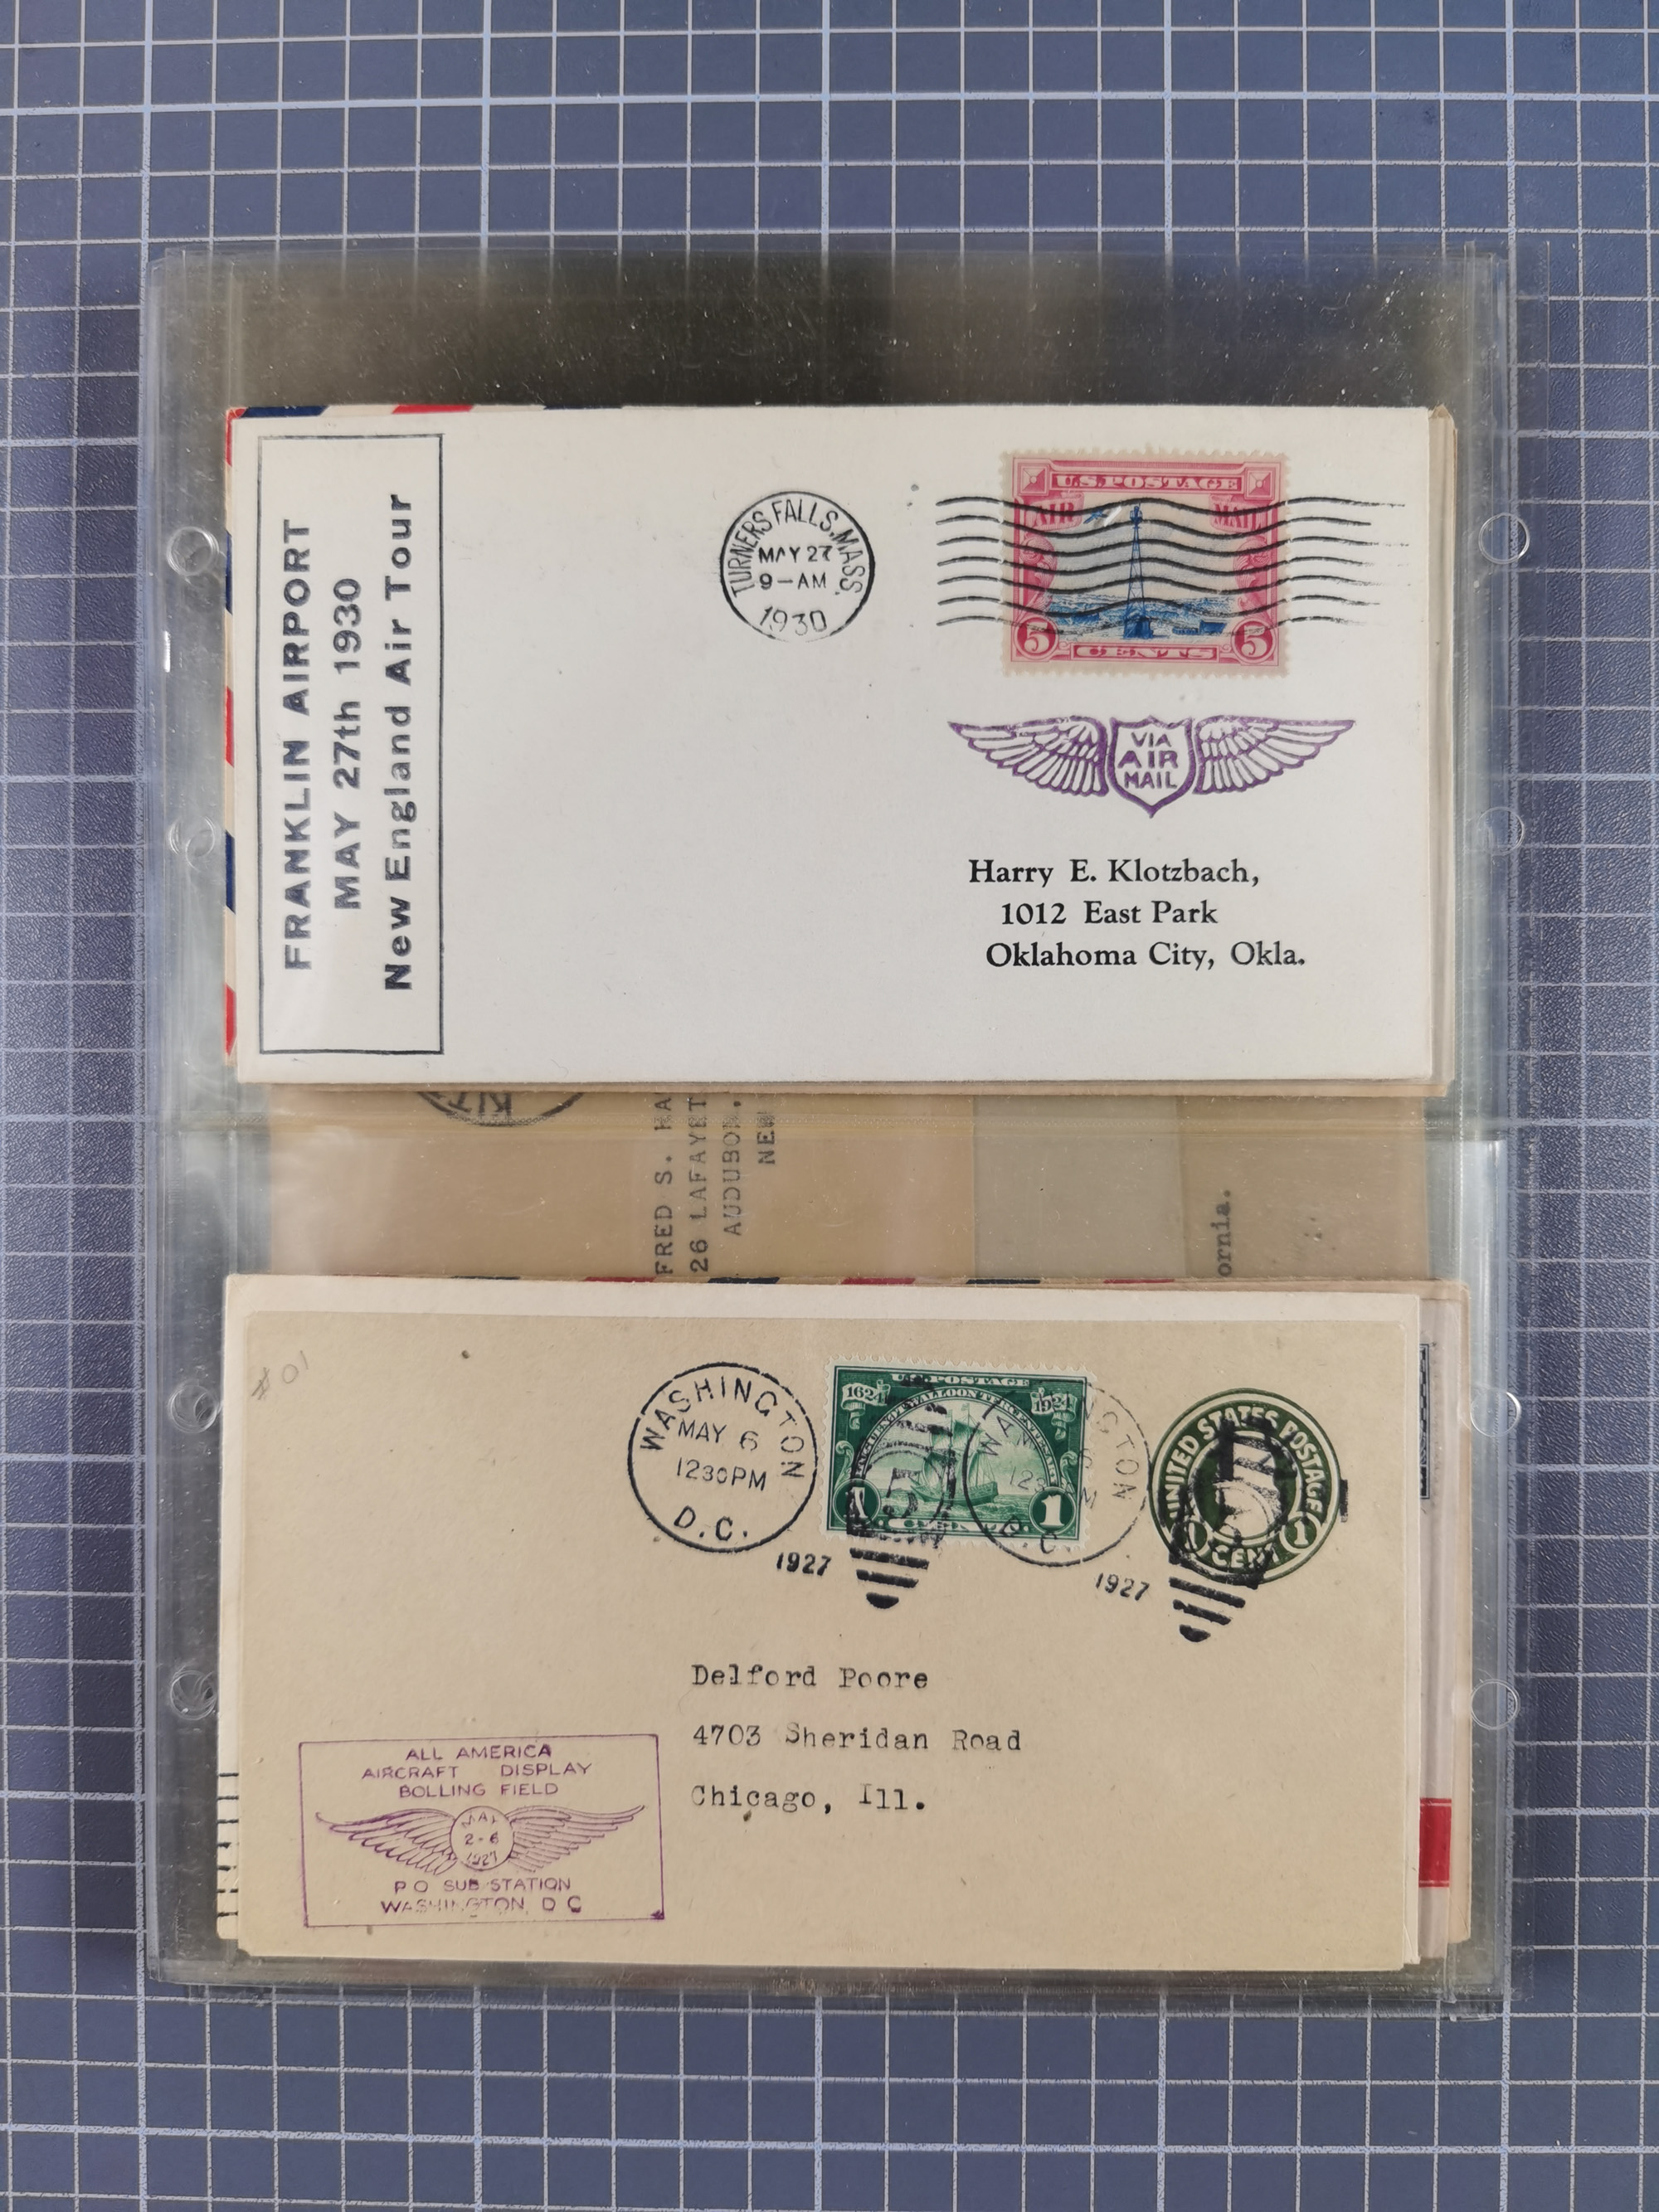 FRANKLIN AIRPORT
MAY 27th 1930
New England Air Tour
TURNERS FALLS, MASS.
MAY 27
9-AM
1930
U.S. POSTAGE
AIR MAIL
5 5
CENTS
VIA
AIR
MAIL
Harry E. Klotzbach,
1012 East Park
Oklahoma City, Okla.
FRED S.
26 LAFAYET
AUDUBON,
NEW
ornia.
#01
WASHINGTON
MAY 6
1230PM
D.C.
1927
U.S. POSTAGE
1624 1924
1 1
1927
UNITED STATES POSTAGE
1 1
CENT
Delford Poore
4703 Sheridan Road
Chicago, Ill.
ALL AMERICA
AIRCRAFT DISPLAY
BOLLING FIELD
MAY
2-6
1927
P O SUB STATION
WASHINGTON, D C